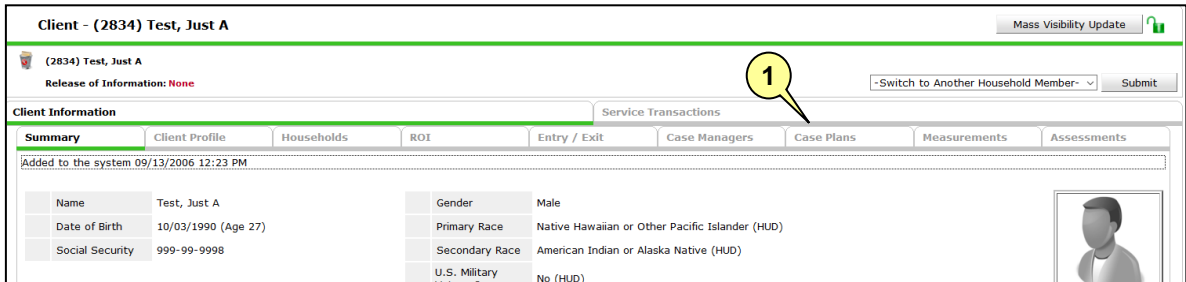 Client - (2834) Test, Just A
Mass Visibility Update
(2834) Test, Just A
Release of Information: None
1
-Switch to Another Household Member-
Submit
Client Information
Service Transactions
Summary
Client Profile
Households
ROI
Entry / Exit
Case Managers
Case Plans
Measurements
Assessments
Added to the system 09/13/2006 12:23 PM
Name Test, Just A
Gender Male
Date of Birth 10/03/1990 (Age 27)
Primary Race Native Hawaiian or Other Pacific Islander (HUD)
Social Security 999-99-9998
Secondary Race American Indian or Alaska Native (HUD)
U.S. Military
No (HUD)